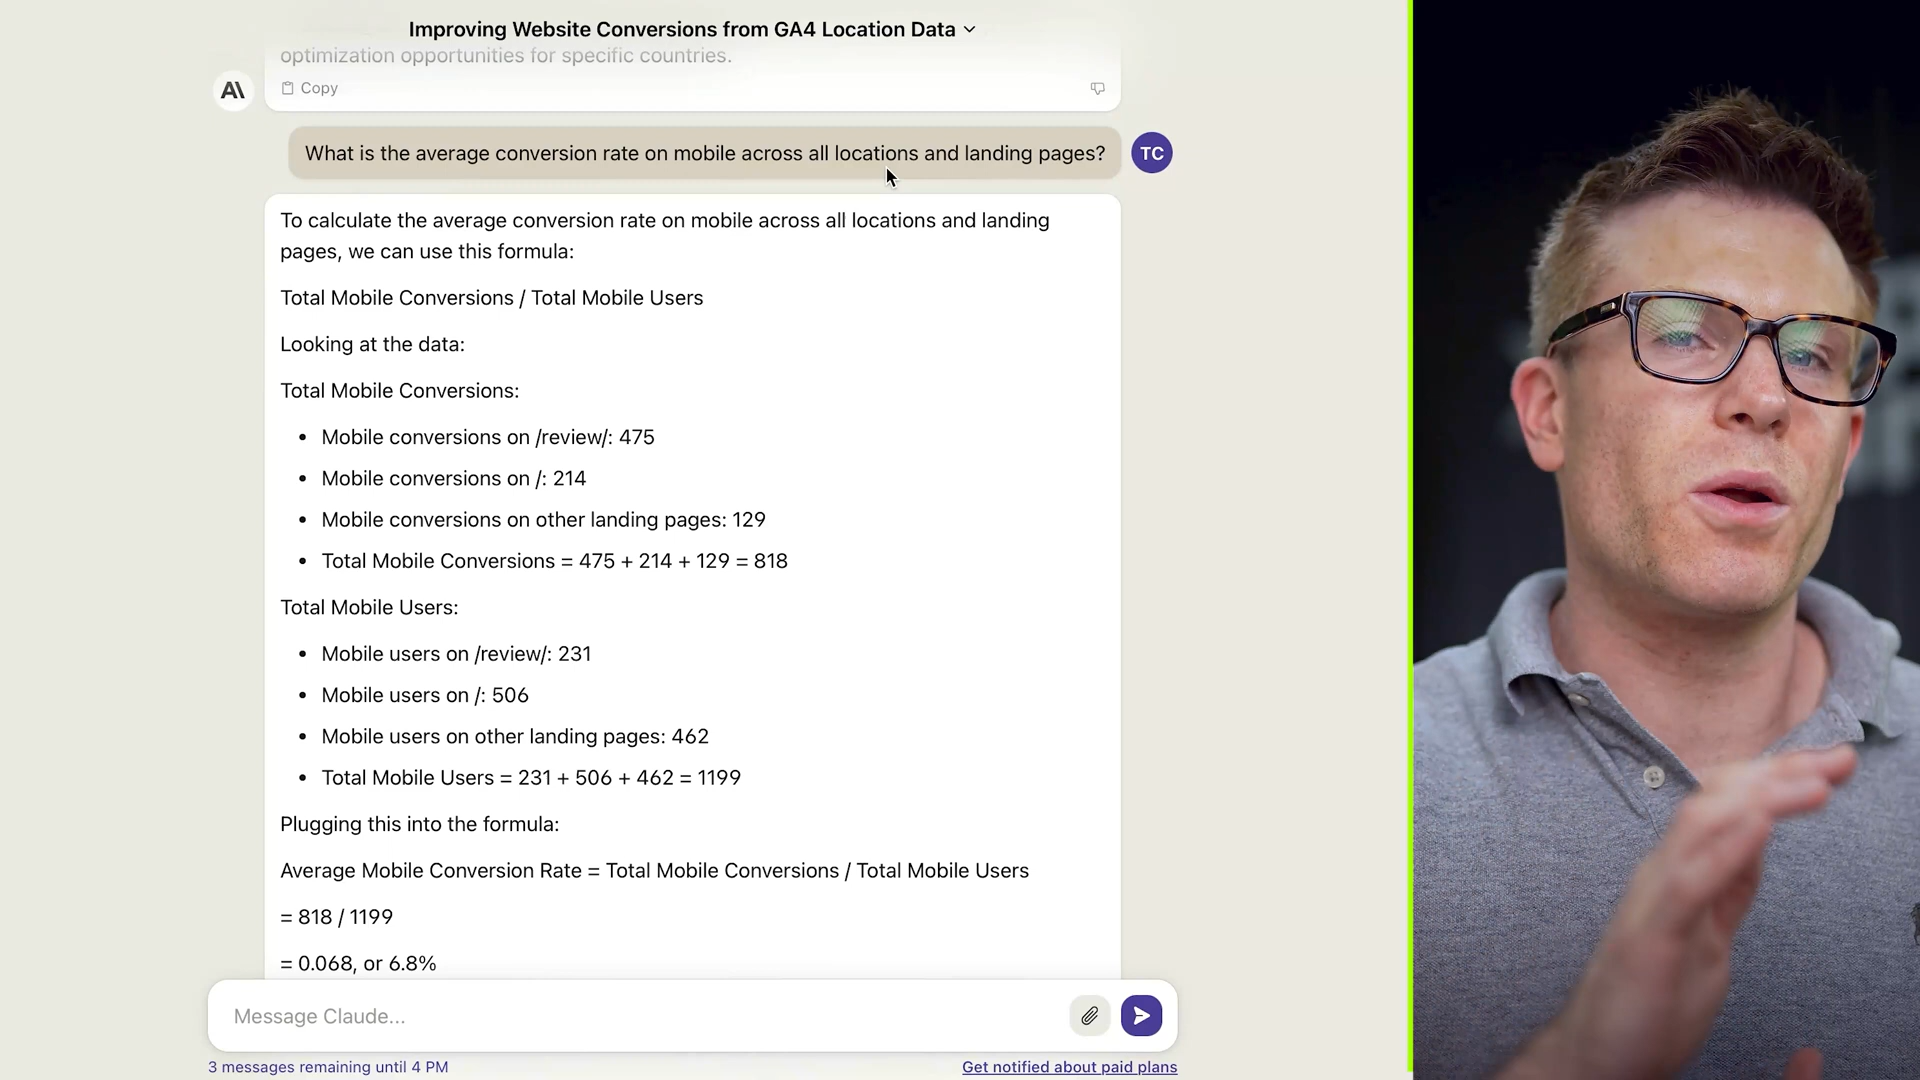 Improving Website Conversions from GA4 Location Data
optimization opportunities for specific countries.
Copy
What is the average conversion rate on mobile across all locations and landing pages?
TC
To calculate the average conversion rate on mobile across all locations and landing
pages, we can use this formula:
Total Mobile Conversions / Total Mobile Users
Looking at the data:
Total Mobile Conversions:
• Mobile conversions on /review/: 475
• Mobile conversions on /: 214
• Mobile conversions on other landing pages: 129
• Total Mobile Conversions = 475 + 214 + 129 = 818
Total Mobile Users:
• Mobile users on /review/: 231
• Mobile users on /: 506
• Mobile users on other landing pages: 462
• Total Mobile Users = 231 + 506 + 462 = 1199
Plugging this into the formula:
Average Mobile Conversion Rate = Total Mobile Conversions / Total Mobile Users
= 818 / 1199
= 0.068, or 6.8%
Message Claude...
3 messages remaining until 4 PM
Get notified about paid plans